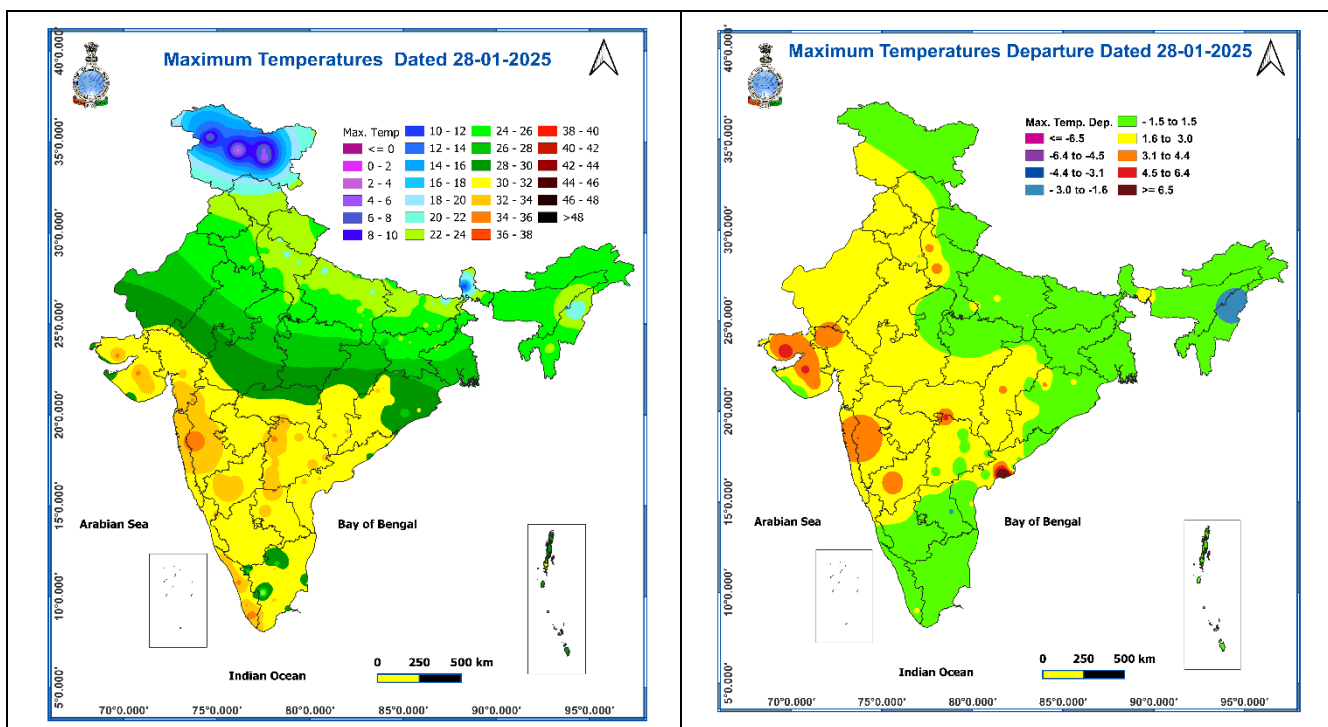 Maximum Temperatures Dated 28-01-2025
Max. Temp
<= 0
0 - 2
2 - 4
4 - 6
6 - 8
8 - 10
10 - 12
12 - 14
14 - 16
16 - 18
18 - 20
20 - 22
22 - 24
24 - 26
26 - 28
28 - 30
30 - 32
32 - 34
34 - 36
36 - 38
38 - 40
40 - 42
42 - 44
44 - 46
46 - 48
>48
40°0.000'
35°0.000'
30°0.000'
25°0.000'
20°0.000'
15°0.000'
10°0.000'
5°0.000'
Arabian Sea
Bay of Bengal
Indian Ocean
0 250 500 km
70°0.000' 75°0.000' 80°0.000' 85°0.000' 90°0.000' 95°0.000'
Maximum Temperatures Departure Dated 28-01-2025
Max. Temp. Dep.
<= -6.5
-6.4 to -4.5
-4.4 to -3.1
- 3.0 to -1.6
- 1.5 to 1.5
1.6 to 3.0
3.1 to 4.4
4.5 to 6.4
>= 6.5
40°0.000'
35°0.000'
30°0.000'
25°0.000'
20°0.000'
15°0.000'
10°0.000'
5°0.000'
Arabian Sea
Bay of Bengal
Indian Ocean
0 250 500 km
70°0.000' 75°0.000' 80°0.000' 85°0.000' 90°0.000' 95°0.000'